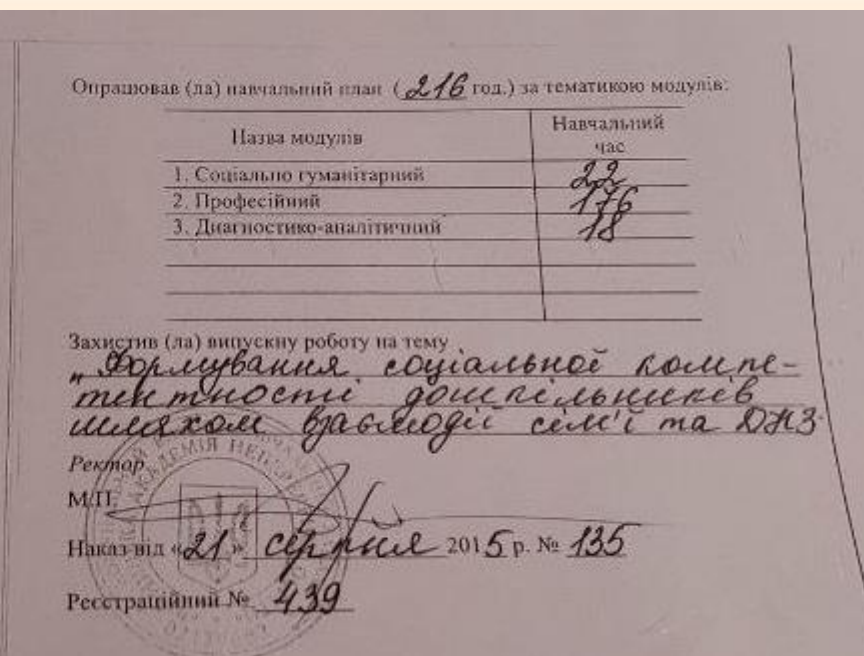 Опрацював (ла) навчальний план ( 216 год.) за тематикою модулів:
Назва модулів
Навчальний час
1. Соціально гуманітарний 22
2. Професійний 176
3. Диагностико-аналітичний 18
Захистив (ла) випускну роботу на тему
„Формування соціальної компе-
тентності дошкільників
шляхом взаємодії сім'ї та ДНЗ
Ректор
М.П.
Наказ від «21» серпня 2015 р. № 135
Реєстраційний № 439